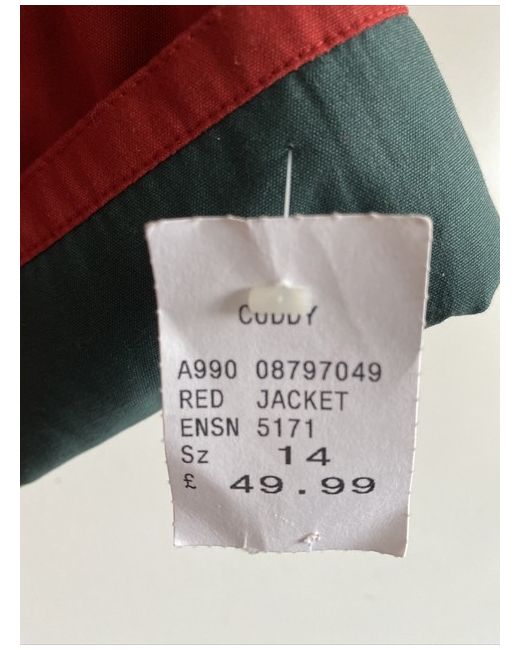 CUDDY
A990 08797049
RED JACKET
ENSN 5171
Sz 14
£ 49.99